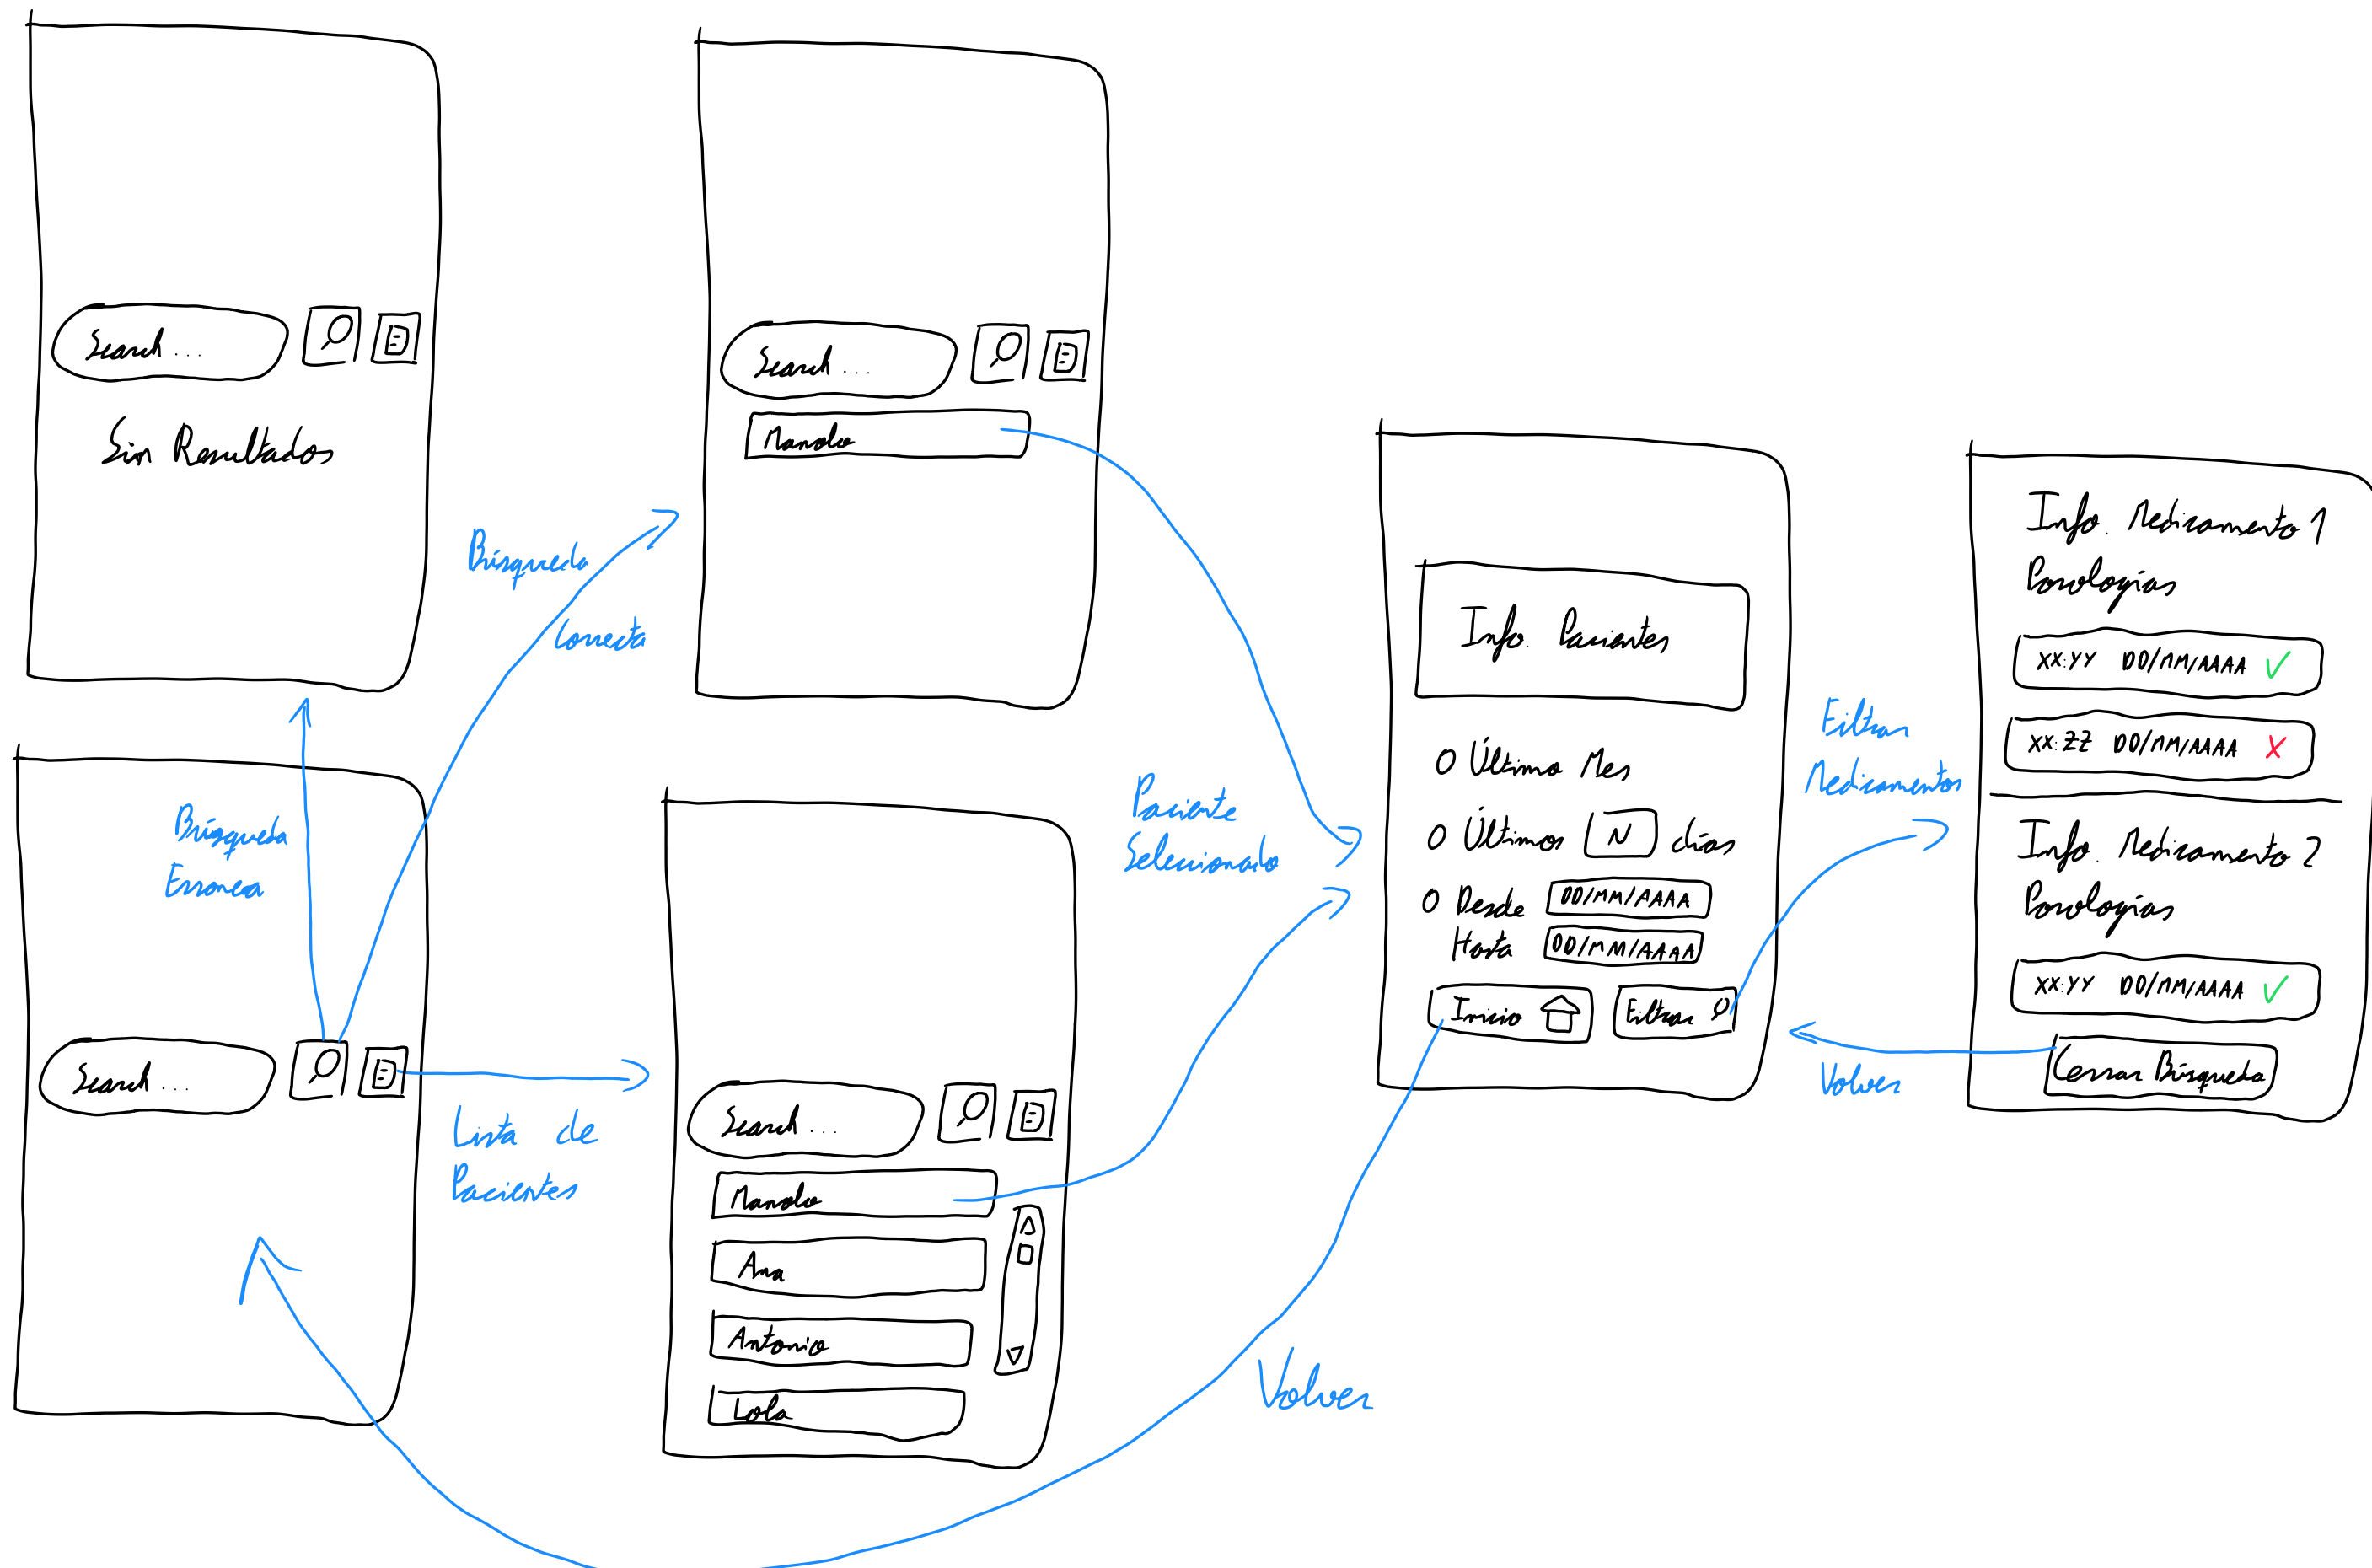 Search ...
Sin Resultados
Búsqueda
Correcta
Search ...
Manolo
Búsqueda
Erronea
Search ...
Lista de
Pacientes
Search ...
Manolo
Ana
Antonio
Lola
Paciente
Seleccionado
Volver
Info. Pacientes
Último Mes
Últimos N días
Desde DD/MM/AAAA
Hasta DD/MM/AAAA
Inicio
Filtrar
Filtrar
Medicamentos
Volver
Info. Medicamento 1
Posologías
XX:YY DD/MM/AAAA ✓
XX:ZZ DD/MM/AAAA X
Info. Medicamento 2
Posologías
XX:YY DD/MM/AAAA ✓
Cerrar Búsqueda